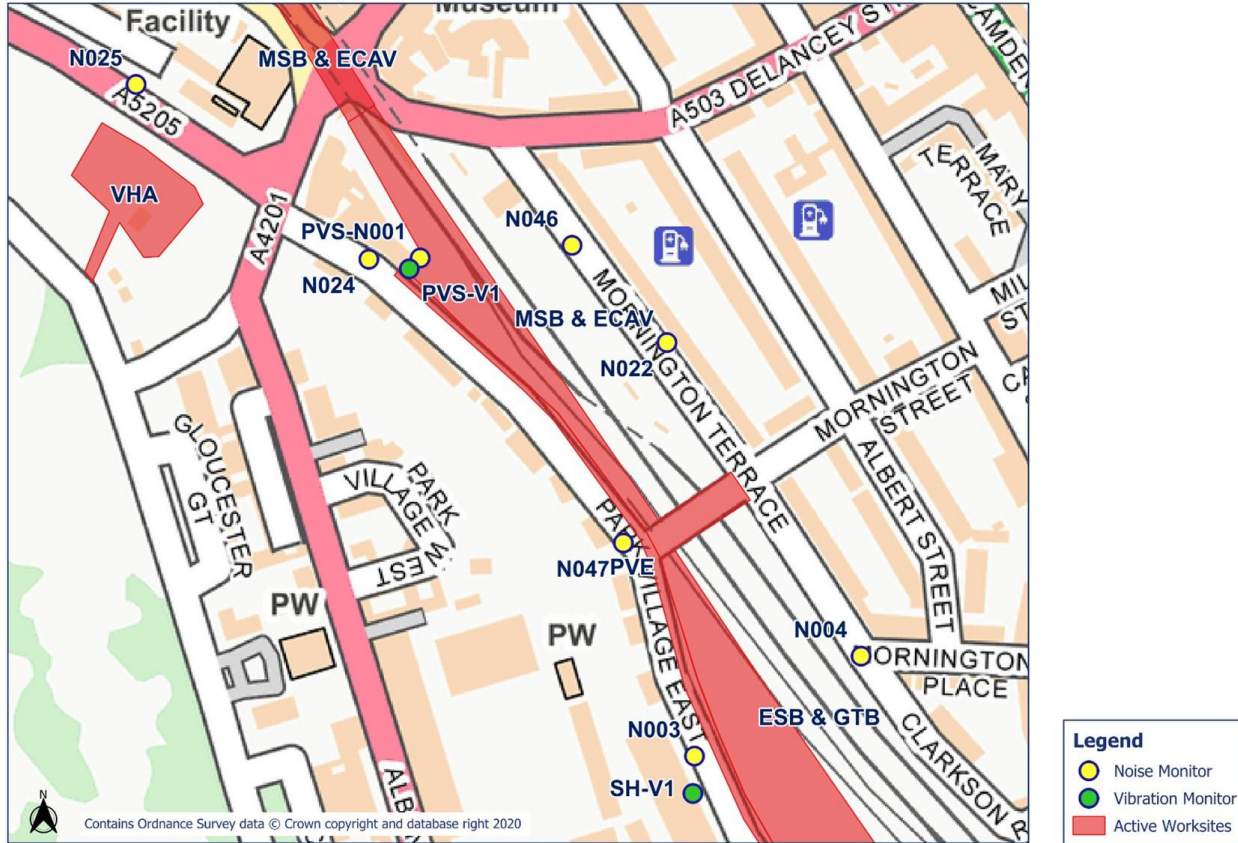 Museum
Facility
MSB & ECAV
N025
A5205
A503 DELANCEY ST
CAMDEN
MARY
TERRACE
VHA
A4201
PVS-N001
N024
PVS-V1
N046
MSB & ECAV
N022
MORNINGTON TERRACE
MORNINGTON
STREET
ALBERT STREET
GLOUCESTER
GT
PARK
VILLAGE WEST
N047
PVE
PARK VILLAGE EAST
PW
PW
N004
MORNINGTON
PLACE
ESB & GTB
CLARKSON R
N003
SH-V1
N
Contains Ordnance Survey data © Crown copyright and database right 2020
Legend
Noise Monitor
Vibration Monitor
Active Worksites